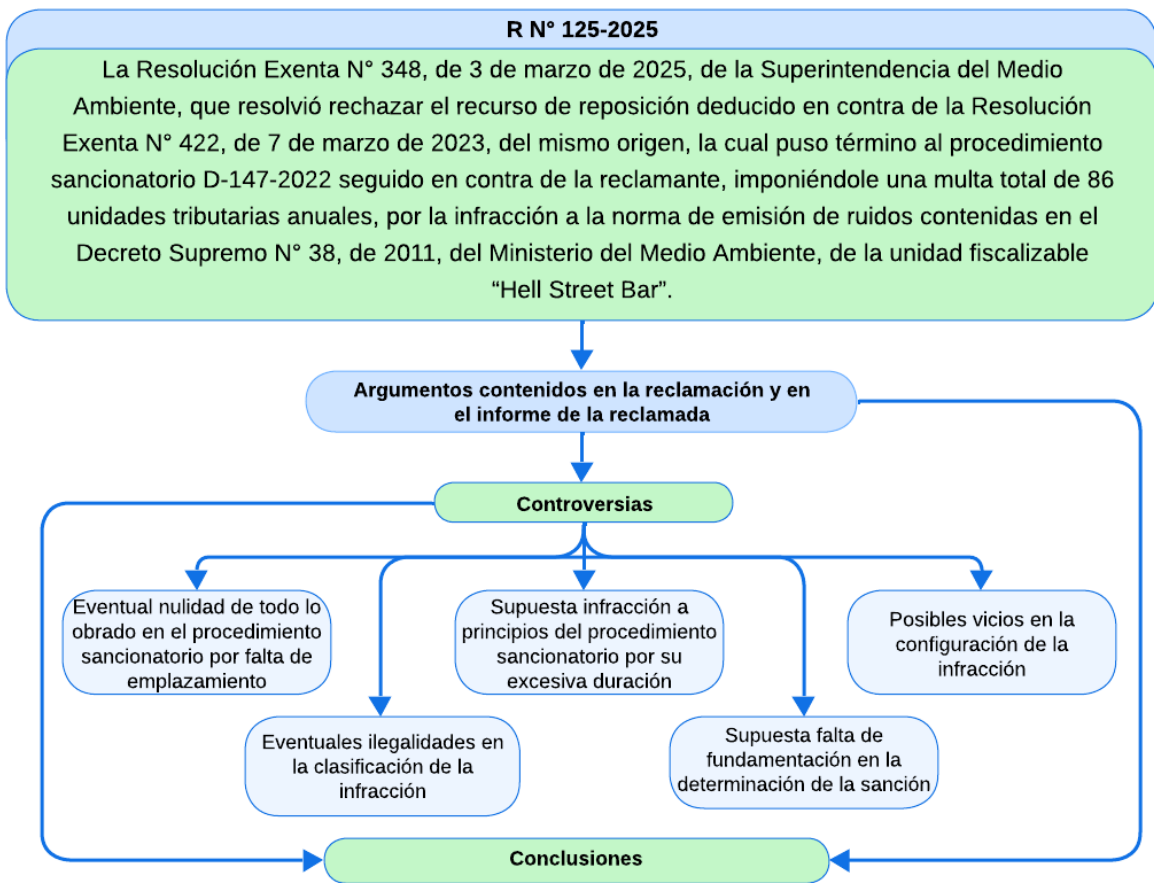 R N° 125-2025
La Resolución Exenta N° 348, de 3 de marzo de 2025, de la Superintendencia del Medio
Ambiente, que resolvió rechazar el recurso de reposición deducido en contra de la Resolución
Exenta N° 422, de 7 de marzo de 2023, del mismo origen, la cual puso término al procedimiento
sancionatorio D-147-2022 seguido en contra de la reclamante, imponiéndole una multa total de 86
unidades tributarias anuales, por la infracción a la norma de emisión de ruidos contenidas en el
Decreto Supremo N° 38, de 2011, del Ministerio del Medio Ambiente, de la unidad fiscalizable
“Hell Street Bar”.
Argumentos contenidos en la reclamación y en
el informe de la reclamada
Controversias
Eventual nulidad de todo lo
obrado en el procedimiento
sancionatorio por falta de
emplazamiento
Supuesta infracción a
principios del procedimiento
sancionatorio por su
excesiva duración
Posibles vicios en la
configuración de la
infracción
Eventuales ilegalidades en
la clasificación de la
infracción
Supuesta falta de
fundamentación en la
determinación de la sanción
Conclusiones